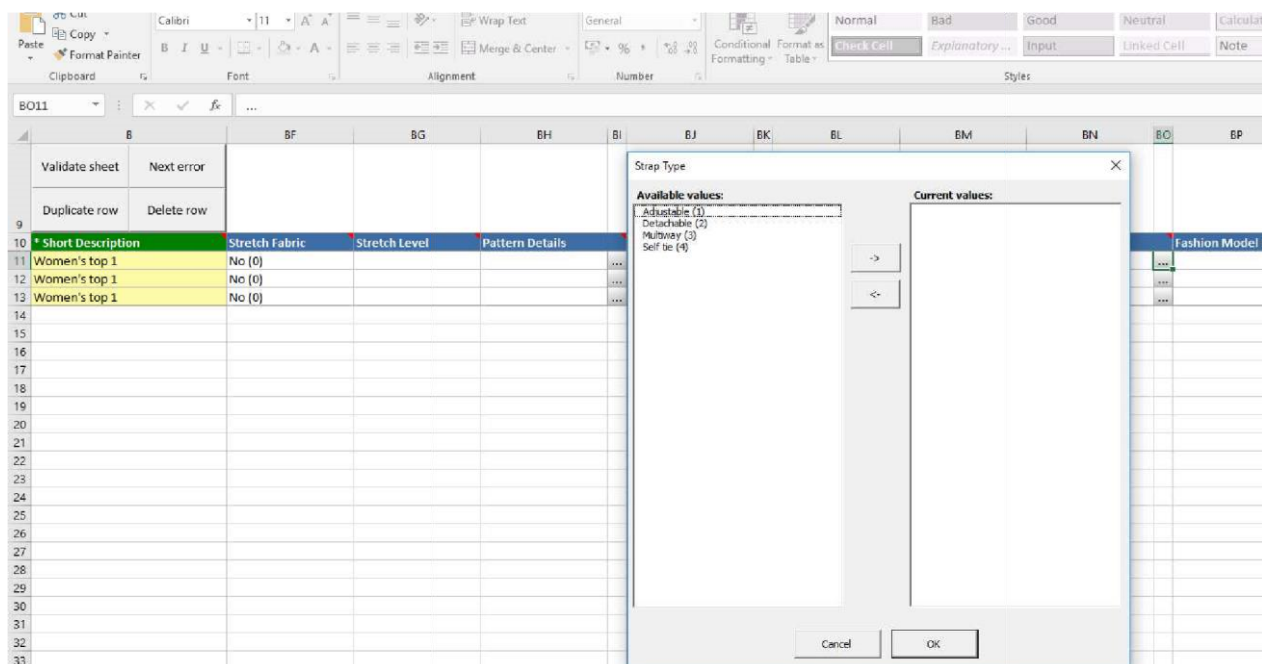 Cut Calibri 11 A A Wrap Text General Normal Bad Good Neutral Calculat
Copy
Paste Format Painter B I U A Merge & Center % Conditional Formatting Format as Table Check Cell Explanatory ... Input Linked Cell Note
Clipboard Font Alignment Number Styles
BO11 fx ...
B BF BG BH BI BJ BK BL BM BN BO BP
Validate sheet Next error
Duplicate row Delete row
9
10 * Short Description Stretch Fabric Stretch Level Pattern Details Fashion Model
11 Women's top 1 No (0) ... ...
12 Women's top 1 No (0) ... ...
13 Women's top 1 No (0) ... ...
14
15
16
17
18
19
20
21
22
23
24
25
26
27
28
29
30
31
32
33
Strap Type
Available values: Current values:
Adjustable (1)
Detachable (2)
Multiway (3)
Self tie (4)
->
<-
Cancel OK